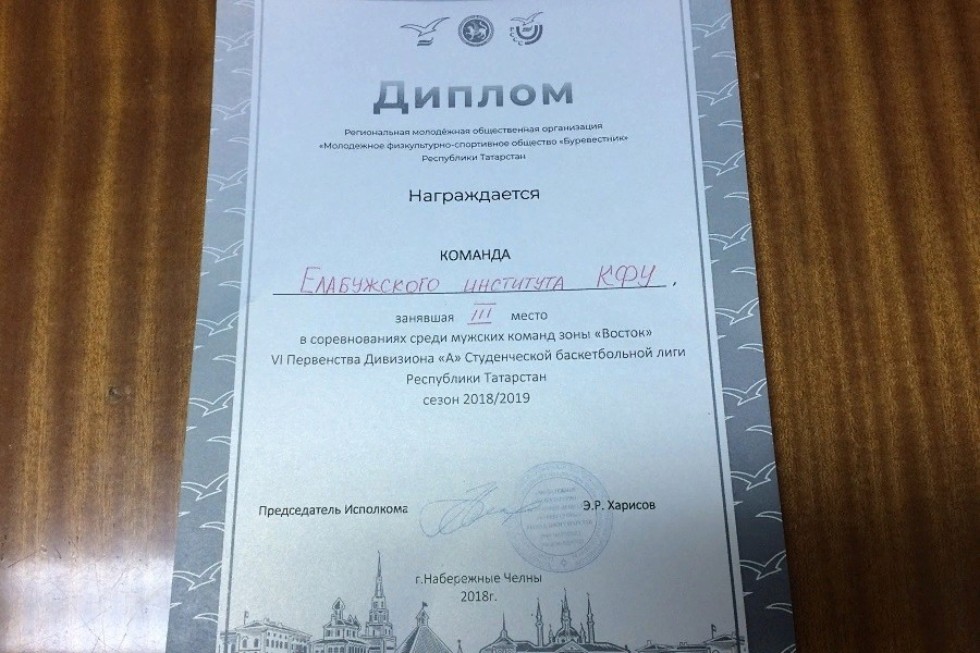 Диплом
Региональная молодёжная общественная организация
«Молодежное физкультурно-спортивное общество «Буревестник»
Республики Татарстан
Награждается
КОМАНДА
Елабужского института КФУ,
занявшая III место
в соревнованиях среди мужских команд зоны «Восток»
VI Первенства Дивизиона «А» Студенческой баскетбольной лиги
Республики Татарстан
сезон 2018/2019
Председатель Исполкома Э.Р. Харисов
г.Набережные Челны
2018г.